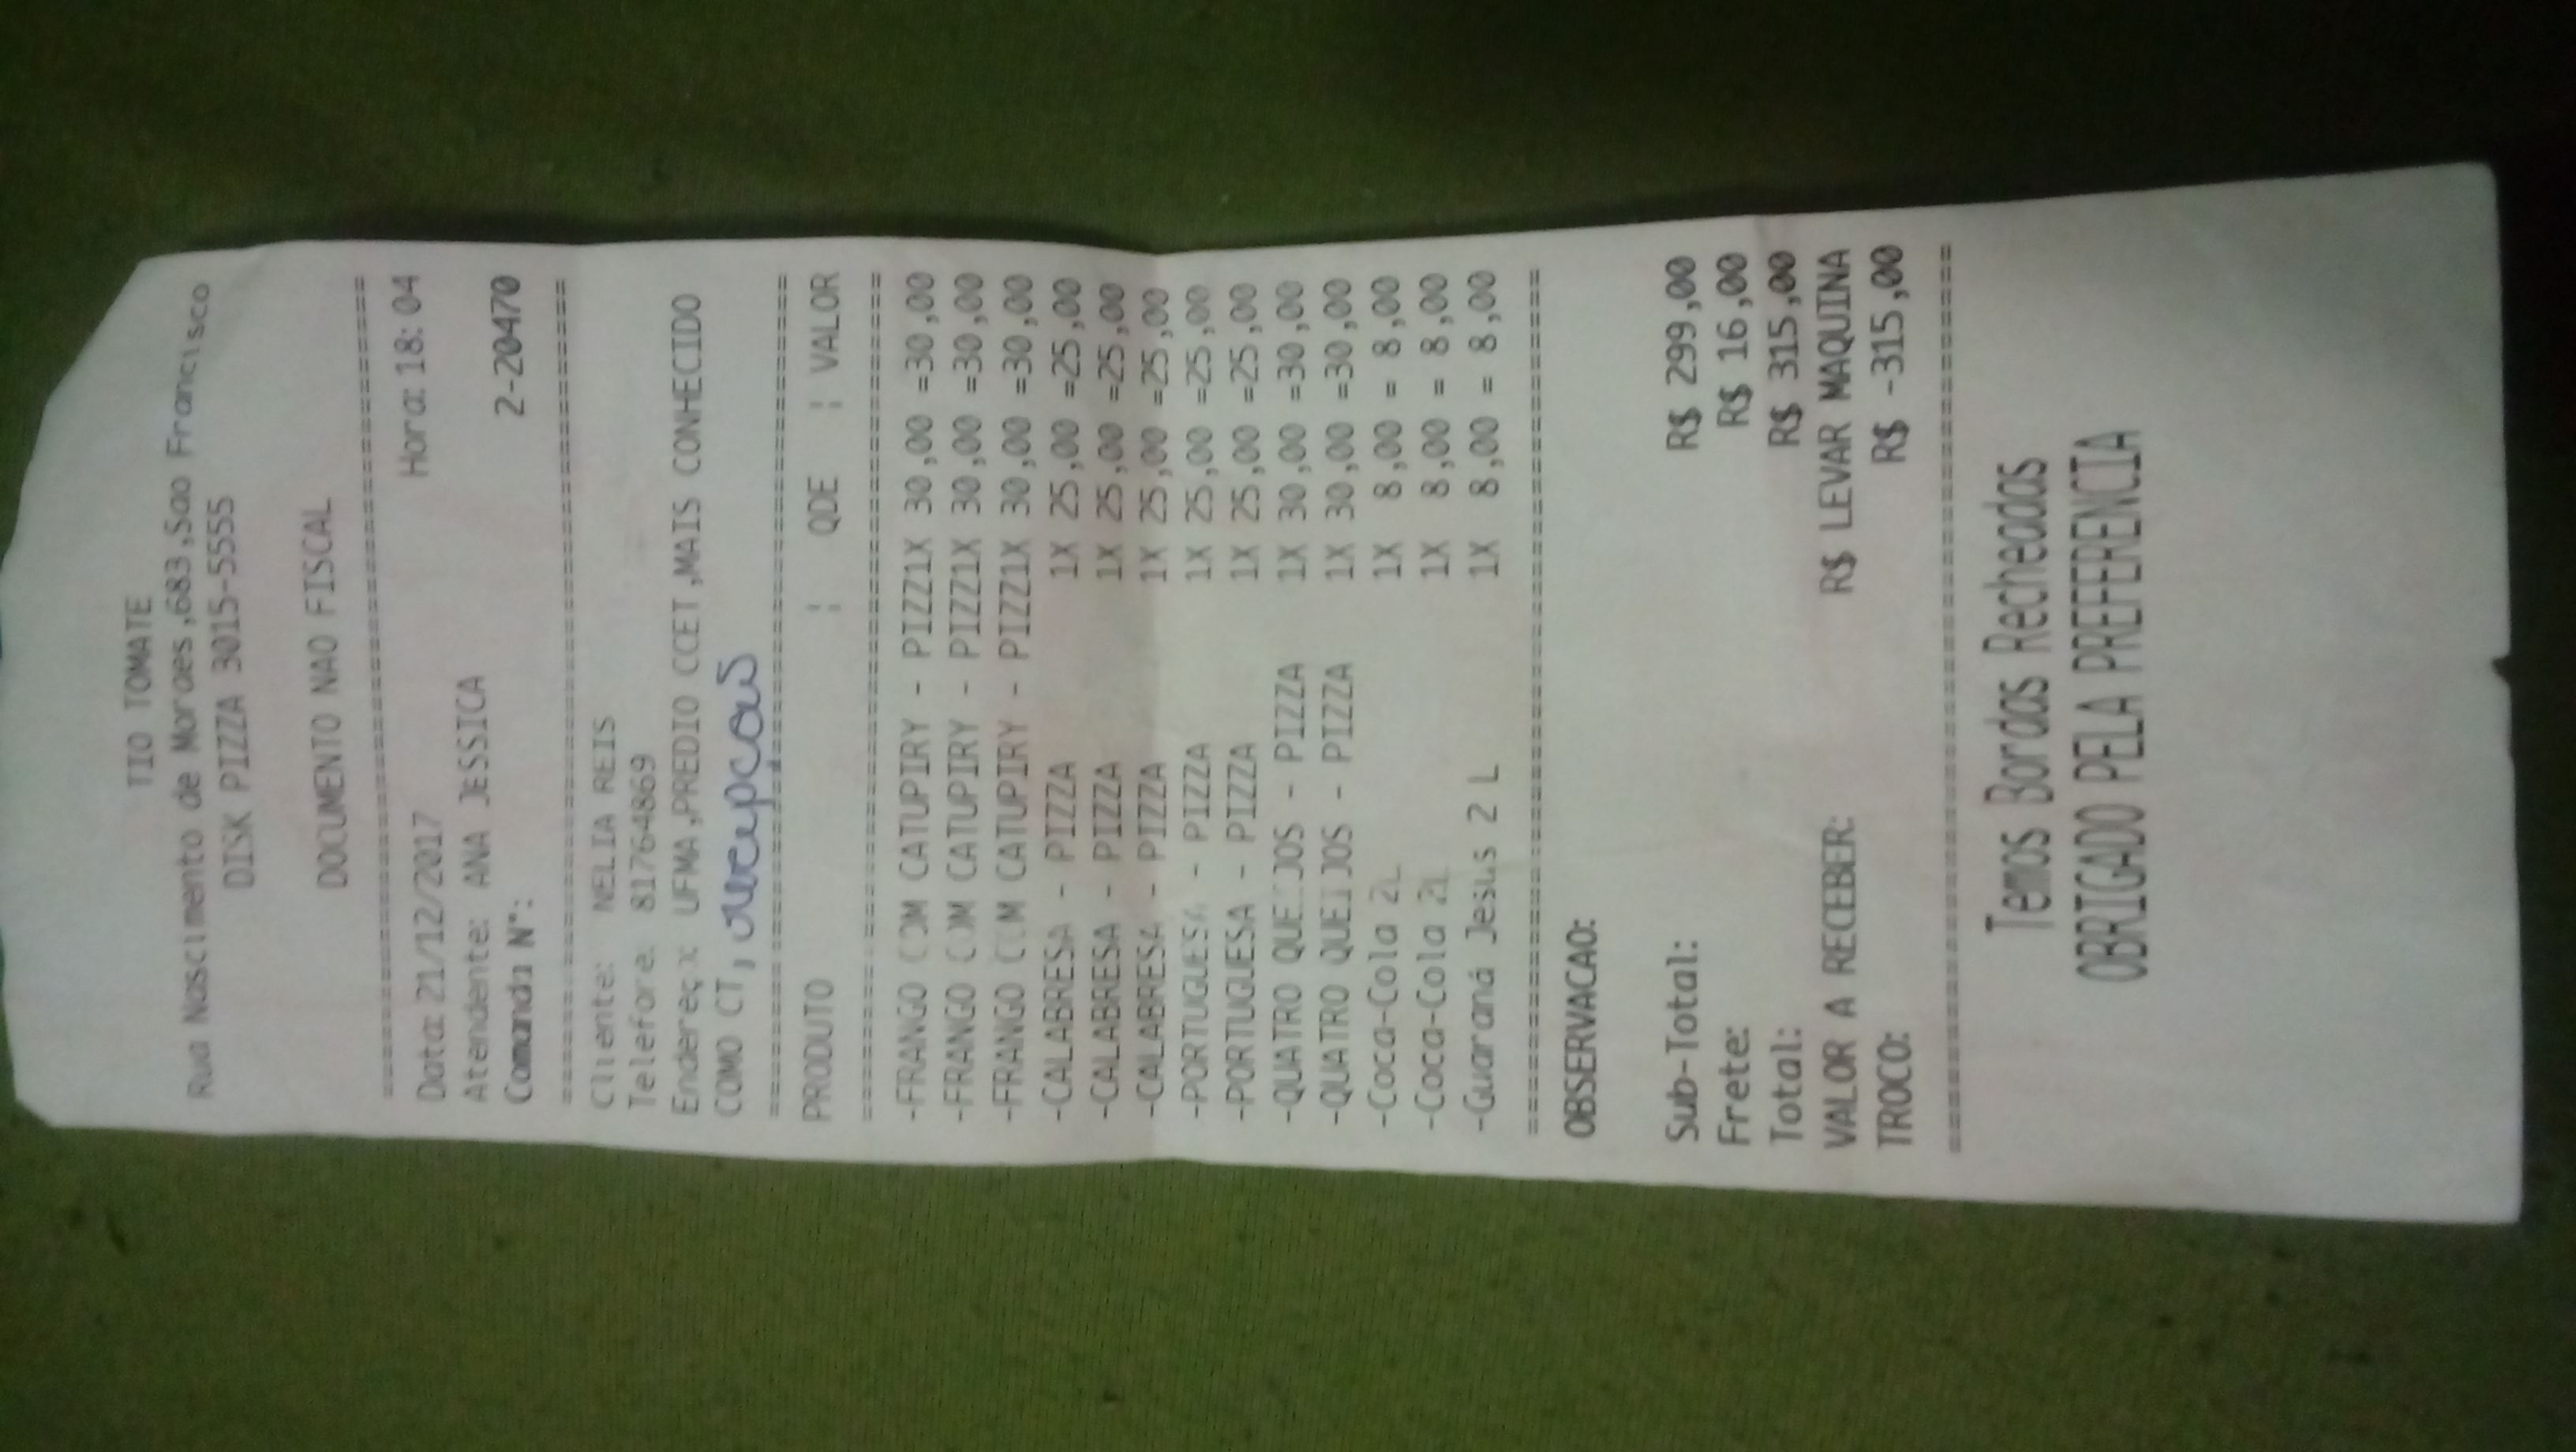 TIO TOMATE
Rua Nascimento de Moraes,683,Sao Francisco
DISK PIZZA 3015-5555
DOCUMENTO NAO FISCAL
========================================
Data: 21/12/2017 Hora: 18:04
Atendente: ANA JESSICA
Comanda N°: 2-20470
========================================
Cliente: NELIA REIS
Telefone: 81764869
Endereço: UFMA,PREDIO CCET,MAIS CONHECIDO
COMO CT,
========================================
PRODUTO ¦ QDE ¦ VALOR
========================================
-FRANGO COM CATUPIRY - PIZZ1X 30,00 =30,00
-FRANGO COM CATUPIRY - PIZZ1X 30,00 =30,00
-FRANGO COM CATUPIRY - PIZZ1X 30,00 =30,00
-CALABRESA - PIZZA 1X 25,00 =25,00
-CALABRESA - PIZZA 1X 25,00 =25,00
-CALABRESA - PIZZA 1X 25,00 =25,00
-PORTUGUESA - PIZZA 1X 25,00 =25,00
-PORTUGUESA - PIZZA 1X 25,00 =25,00
-QUATRO QUEIJOS - PIZZA 1X 30,00 =30,00
-QUATRO QUEIJOS - PIZZA 1X 30,00 =30,00
-Coca-Cola 2L 1X 8,00 = 8,00
-Coca-Cola 2L 1X 8,00 = 8,00
-Guaraná Jesus 2 L 1X 8,00 = 8,00
========================================
OBSERVACAO:
Sub-Total: R$ 299,00
Frete: R$ 16,00
Total: R$ 315,00
VALOR A RECEBER: R$ LEVAR MAQUINA
TROCO: R$ -315,00
========================================
Temos Bordas Recheadas
OBRIGADO PELA PREFERENCIA